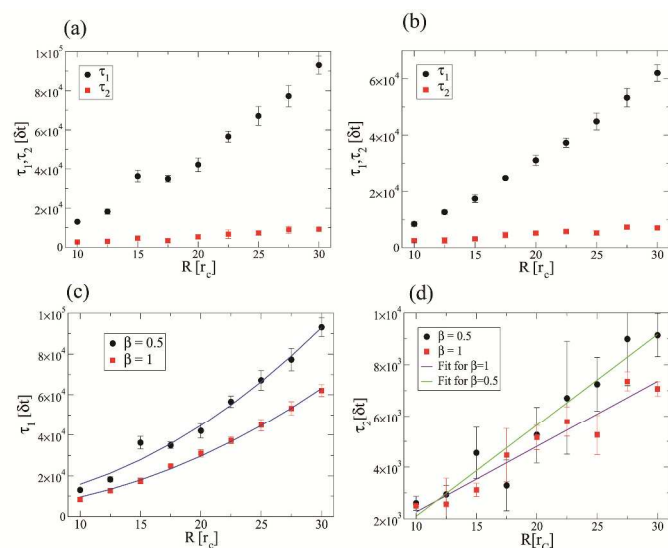 (a)
τ₁
τ₂
1×10⁵
8×10⁴
6×10⁴
4×10⁴
2×10⁴
0
τ₁,τ₂ [δt]
10 15 20 25 30
R [r_c]
(b)
τ₁
τ₂
6×10⁴
4×10⁴
2×10⁴
0
τ₁,τ₂ [δt]
10 15 20 25 30
R [r_c]
(c)
β = 0.5
β = 1
1×10⁵
8×10⁴
6×10⁴
4×10⁴
2×10⁴
0
τ₁ [δt]
10 15 20 25 30
R [r_c]
(d)
β = 0.5
β = 1
Fit for β=1
Fit for β=0.5
1×10⁴
8×10³
6×10³
4×10³
2×10³
τ₂ [δt]
10 15 20 25 30
R[r_C]